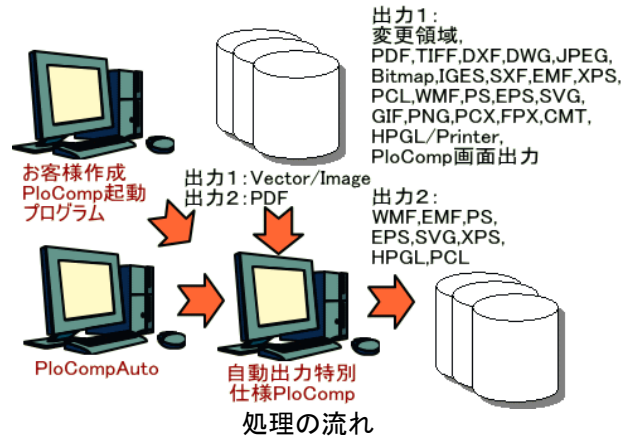 出力1:
変更領域,
PDF,TIFF,DXF,DWG,JPEG,
Bitmap,IGES,SXF,EMF,XPS,
PCL,WMF,PS,EPS,SVG,
GIF,PNG,PCX,FPX,CMT,
HPGL/Printer,
PloComp画面出力
お客様作成
PloComp起動
プログラム
出力1:Vector/Image
出力2:PDF
出力2:
WMF,EMF,PS,
EPS,SVG,XPS,
HPGL,PCL
PloCompAuto
自動出力特別
仕様PloComp
処理の流れ